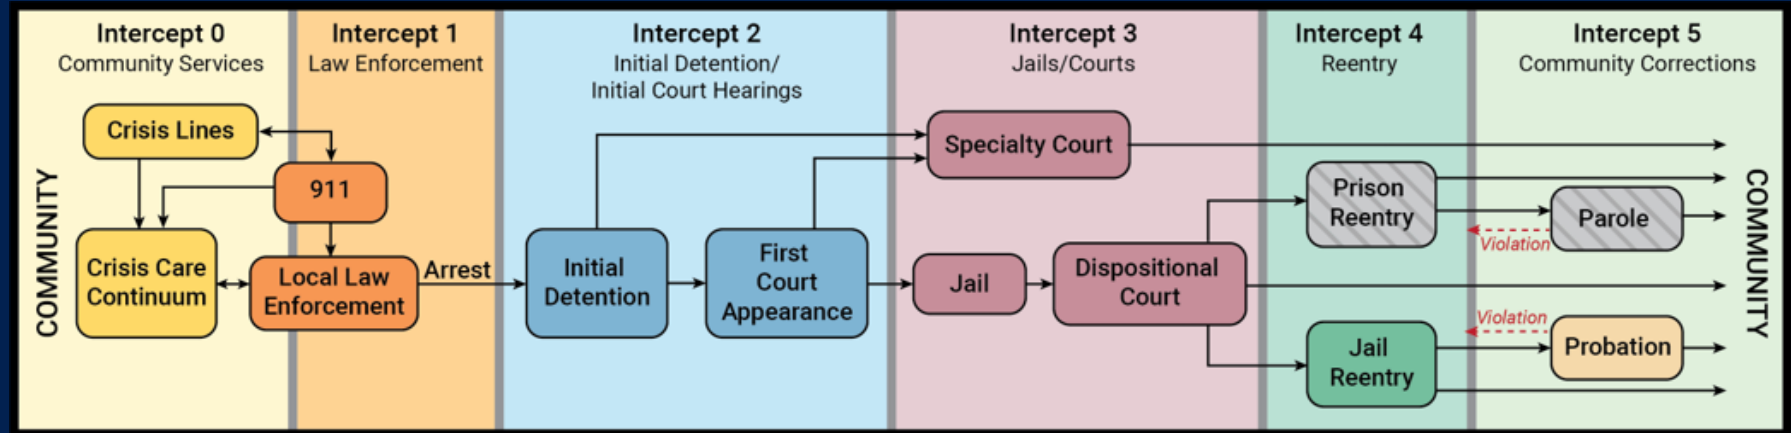 Intercept 0
Community Services
Intercept 1
Law Enforcement
Intercept 2
Initial Detention/
Initial Court Hearings
Intercept 3
Jails/Courts
Intercept 4
Reentry
Intercept 5
Community Corrections
COMMUNITY
Crisis Lines
911
Crisis Care
Continuum
Local Law
Enforcement
Arrest
Initial
Detention
First
Court
Appearance
Specialty Court
Jail
Dispositional
Court
Prison
Reentry
Parole
Violation
Jail
Reentry
Violation
Probation
COMMUNITY